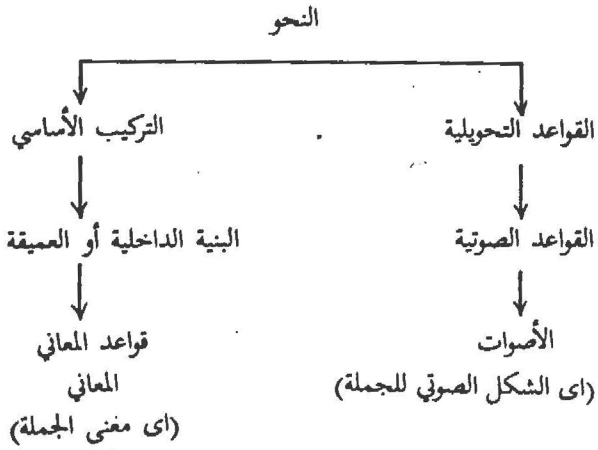 النحو
القواعد التحويلية
التركيب الأساسي
القواعد الصوتية
البنية الداخلية أو العميقة
الأصوات
(اى الشكل الصوتي للجملة)
قواعد المعاني
المعاني
(اى مغنى الجملة)